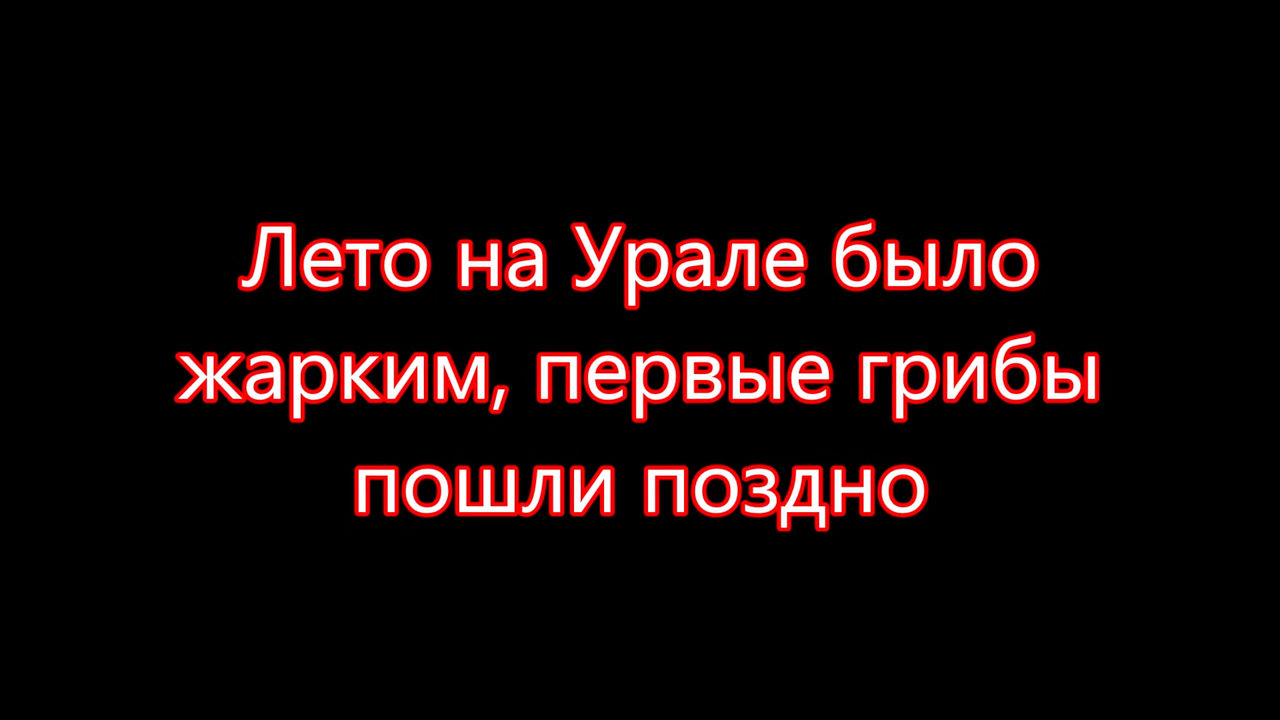 Лето на Урале было
жарким, первые грибы
пошли поздно